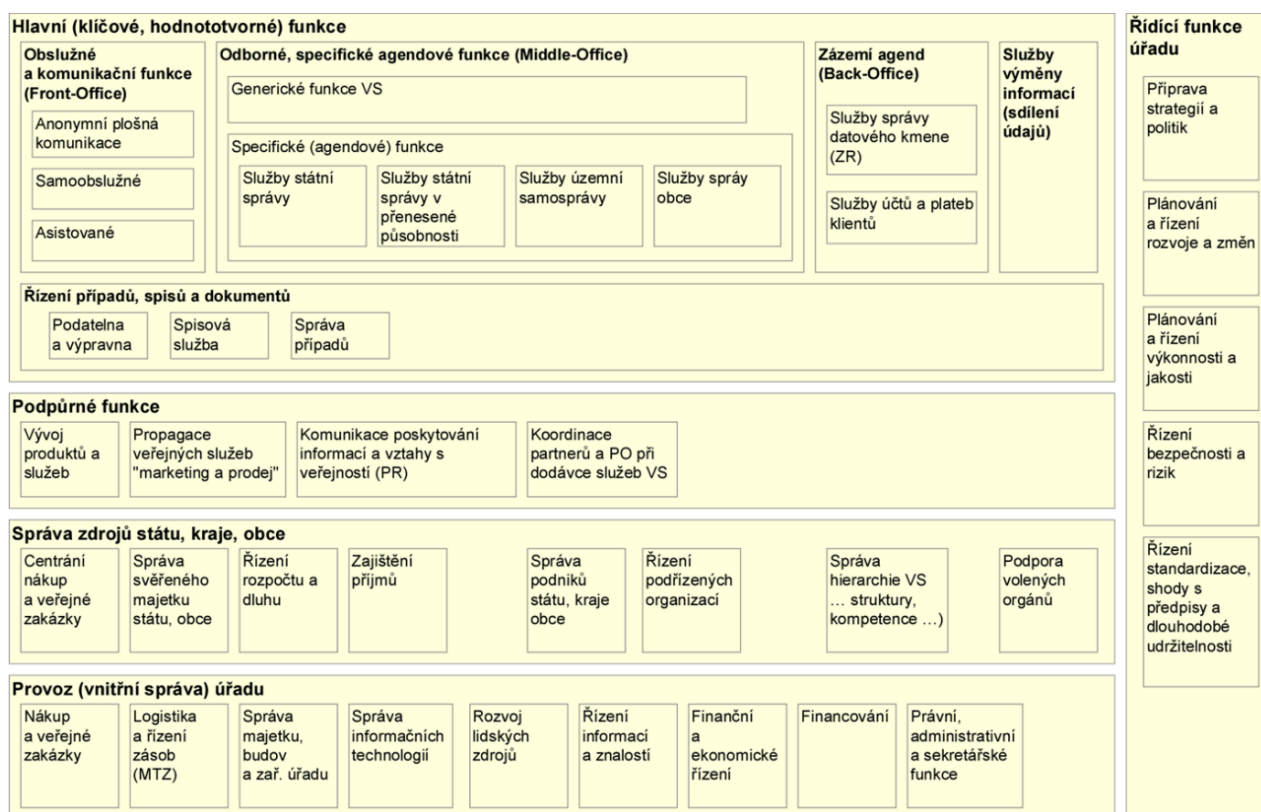 Hlavní (klíčové, hodnototvorné) funkce
Obslužné
a komunikační funkce
(Front-Office)
Anonymní plošná
komunikace
Samoobslužné
Asistované
Odborné, specifické agendové funkce (Middle-Office)
Generické funkce VS
Specifické (agendové) funkce
Služby státní
správy
Služby státní
správy v
přenesené
působnosti
Služby územní
samosprávy
Služby spráy
obce
Zázemí agend
(Back-Office)
Služby správy
datového kmene
(ZR)
Služby účtů a plateb
klientů
Služby
výměny
informací
(sdílení
údajů)
Řízení případů, spisů a dokumentů
Podatelna
a výpravna
Spisová
služba
Správa
případů
Podpůrné funkce
Vývoj
produktů a
služeb
Propagace
veřejných služeb
"marketing a prodej"
Komunikace poskytování
informací a vztahy s
veřejností (PR)
Koordinace
partnerů a PO při
dodávce služeb VS
Správa zdrojů státu, kraje, obce
Centrání
nákup
a veřejné
zakázky
Správa
svěřeného
majetku
státu, obce
Řízení
rozpočtu a
dluhu
Zajištění
příjmů
Správa
podniků
státu, kraje
obce
Řízení
podřízených
organizací
Správa
hierarchie VS
... struktury,
kompetence ...)
Podpora
volených
orgánů
Provoz (vnitřní správa) úřadu
Nákup
a veřejné
zakázky
Logistika
a řízení
zásob
(MTZ)
Správa
majetku,
budov
a zař. úřadu
Správa
informačních
technologií
Rozvoj
lidských
zdrojů
Řízení
informací
a znalostí
Finanční
a
ekonomické
řízení
Financování
Právní,
administrativní
a sekretářské
funkce
Řídící funkce
úřadu
Příprava
strategií a
politik
Plánování
a řízení
rozvoje a změn
Plánování
a řízení
výkonnosti a
jakosti
Řízení
bezpečnosti a
rizik
Řízení
standardizace,
shody s
předpisy a
dlouhodobé
udržitelnosti